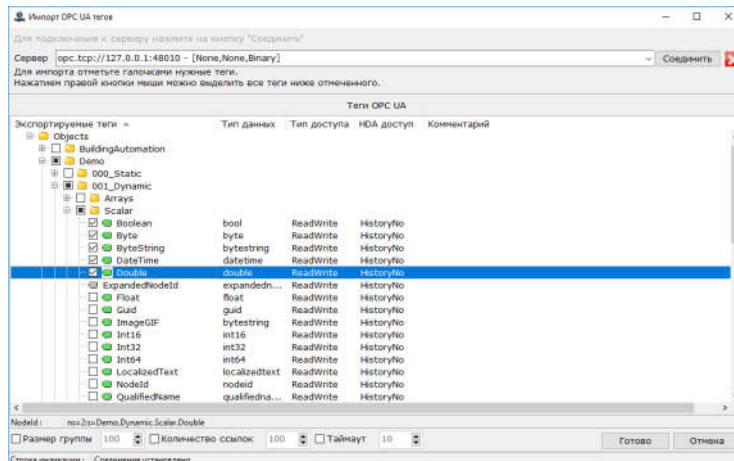 Импорт OPC UA тегов
Для подключения к серверу нажмите на кнопку "Соединить"
Сервер opc.tcp://127.0.0.1:48010 - [None,None,Binary] Соединить
Для импорта отметьте галочками нужные теги.
Нажатием правой кнопки мыши можно выделить все теги ниже отмеченного.
Теги OPC UA
Экспортируемые теги Тип данных Тип доступа HDA доступ Комментарий
Objects
BuildingAutomation
Demo
000_Static
001_Dynamic
Arrays
Scalar
Boolean bool ReadWrite HistoryNo
Byte byte ReadWrite HistoryNo
ByteString bytestring ReadWrite HistoryNo
DateTime datetime ReadWrite HistoryNo
Double double ReadWrite HistoryNo
ExpandedNodeId expandedn... ReadWrite HistoryNo
Float float ReadWrite HistoryNo
Guid guid ReadWrite HistoryNo
ImageGIF bytestring ReadWrite HistoryNo
Int16 int16 ReadWrite HistoryNo
Int32 int32 ReadWrite HistoryNo
Int64 int64 ReadWrite HistoryNo
LocalizedText localizedtext ReadWrite HistoryNo
NodeId nodeid ReadWrite HistoryNo
QualifiedName qualifiedna... ReadWrite HistoryNo
NodeId: ns=2;s=Demo.Dynamic.Scalar.Double
Размер группы 100 Количество ссылок 100 Таймаут 10 Готово Отмена
Строка индикации: Соединение установлено